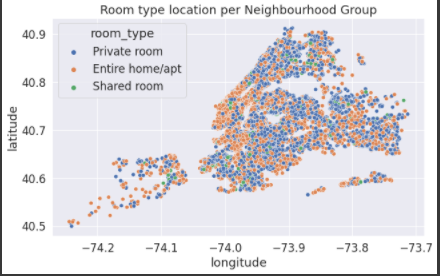 Room type location per Neighbourhood Group
room_type
Private room
Entire home/apt
Shared room
latitude
40.9
40.8
40.7
40.6
40.5
−74.2 −74.1 −74.0 −73.9 −73.8 −73.7
longitude